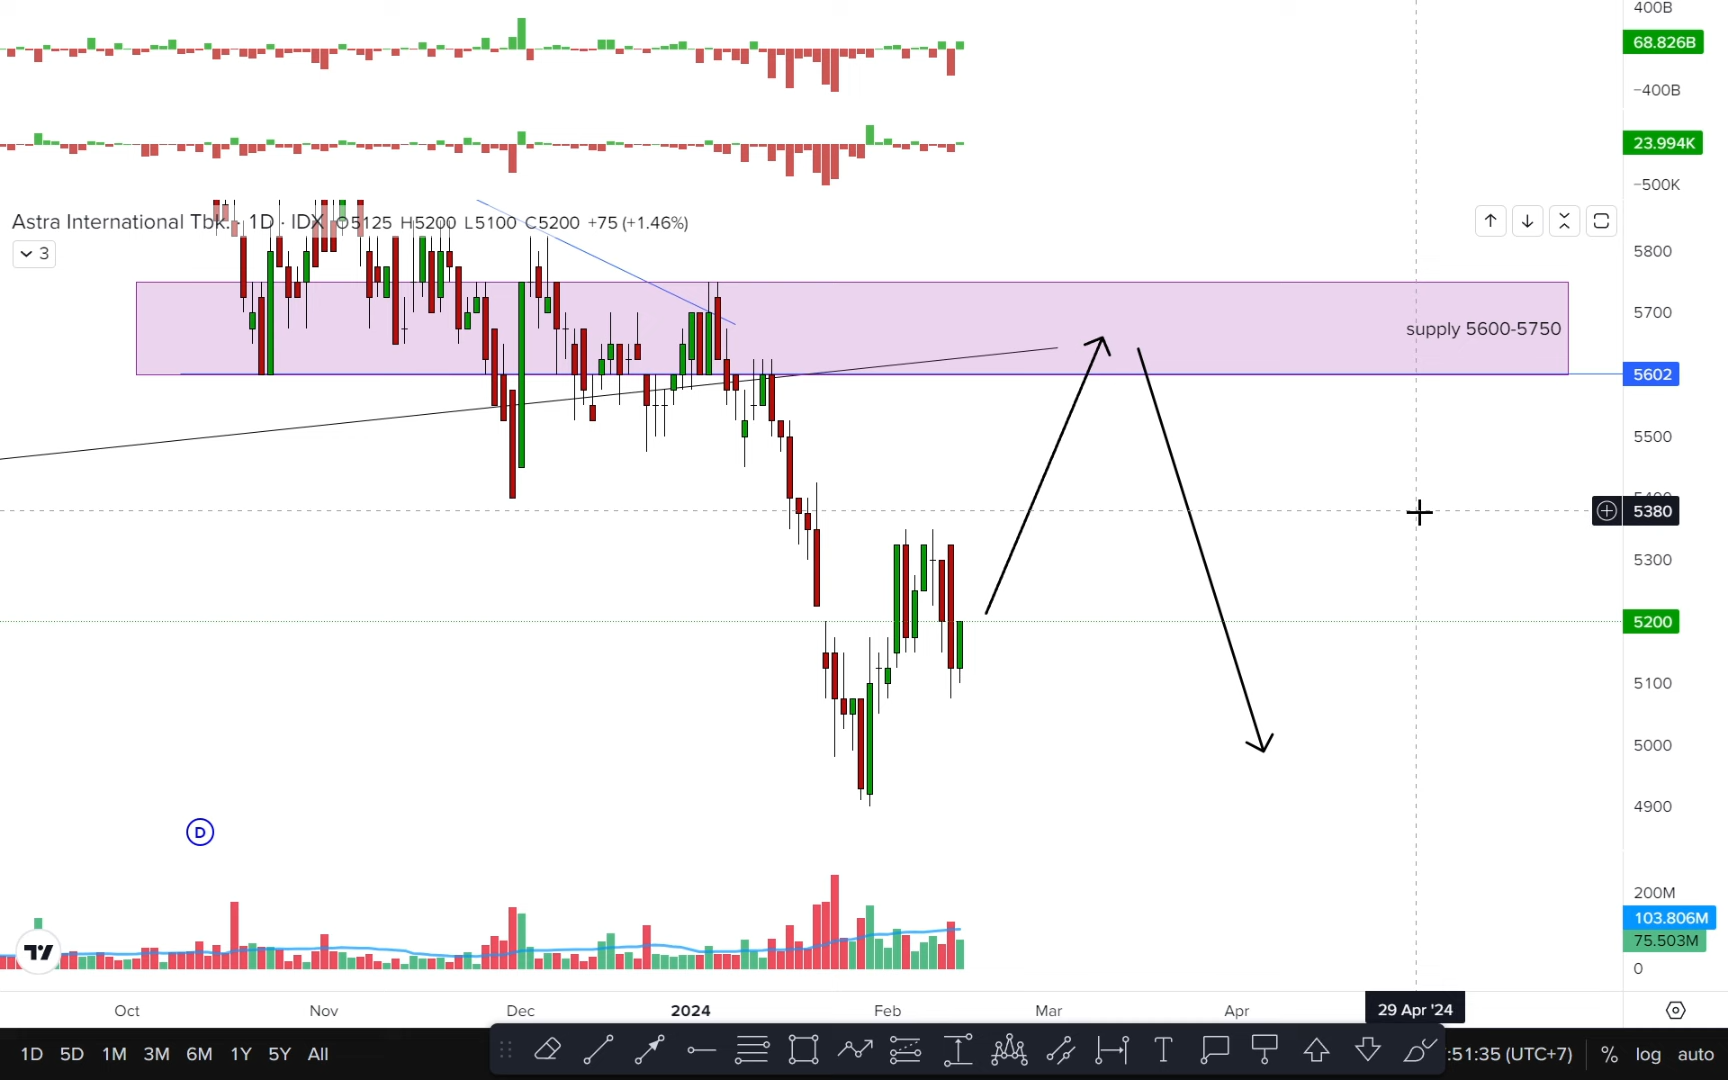 400B
68.826B
−400B
23.994K
−500K
Astra International Tbk. · 1D · IDX O5125 H5200 L5100 C5200 +75 (+1.46%)
3
5800
5700
supply 5600-5750
5602
5500
5400
5380
5300
5200
5100
5000
4900
D
200M
103.806M
75.503M
0
Oct Nov Dec 2024 Feb Mar Apr 29 Apr '24
1D 5D 1M 3M 6M 1Y 5Y All T :51:35 (UTC+7) % log auto